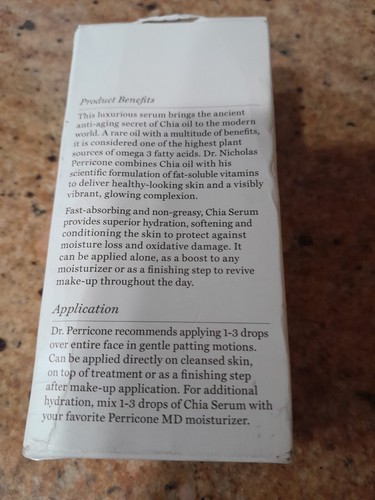 Product Benefits
This luxurious serum brings the ancient
anti-aging secret of Chia oil to the modern
world. A rare oil with a multitude of benefits,
it is considered one of the highest plant
sources of omega 3 fatty acids. Dr. Nicholas
Perricone combines Chia oil with his
scientific formulation of fat-soluble vitamins
to deliver healthy-looking skin and a visibly
vibrant, glowing complexion.
Fast-absorbing and non-greasy, Chia Serum
provides superior hydration, softening and
conditioning the skin to protect against
moisture loss and oxidative damage. It
can be applied alone, as a boost to any
moisturizer or as a finishing step to revive
make-up throughout the day.
Application
Dr. Perricone recommends applying 1-3 drops
over entire face in gentle patting motions.
Can be applied directly on cleansed skin,
on top of treatment or as a finishing step
after make-up application. For additional
hydration, mix 1-3 drops of Chia Serum with
your favorite Perricone MD moisturizer.